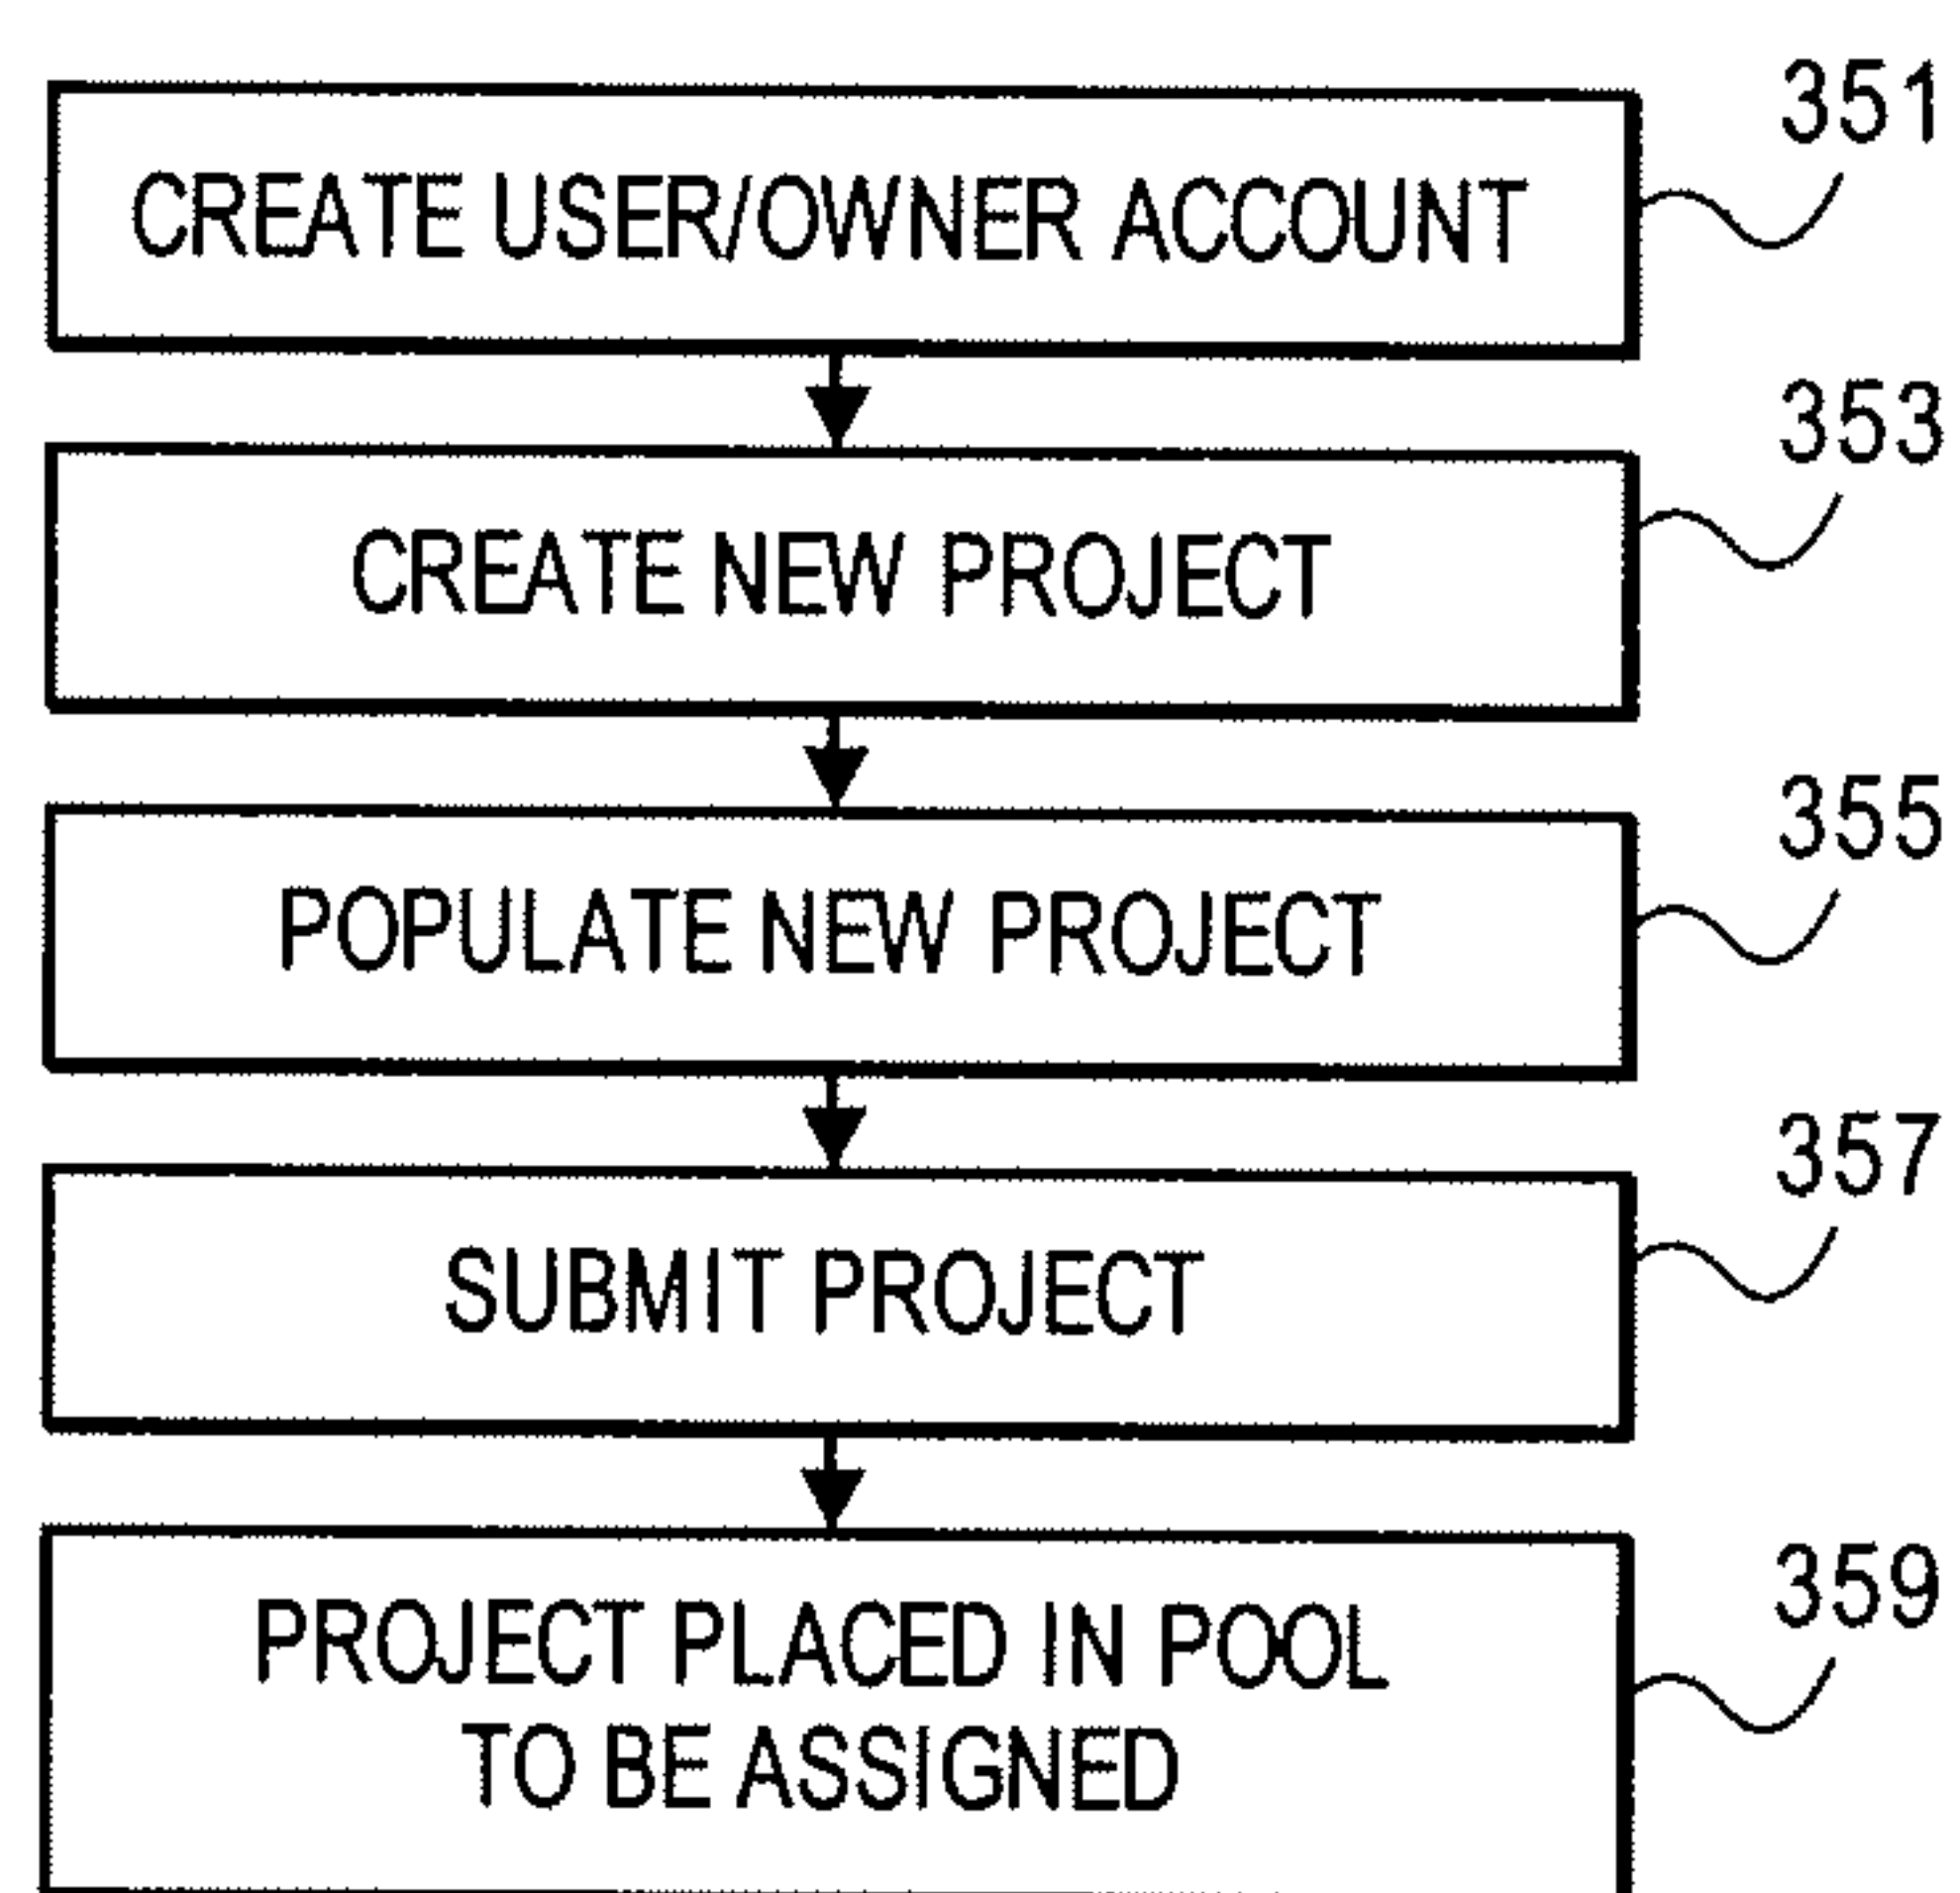 351
CREATE USER/OWNER ACCOUNT
353
CREATE NEW PROJECT
355
POPULATE NEW PROJECT
357
SUBMIT PROJECT
359
PROJECT PLACED IN POOL
TO BE ASSIGNED